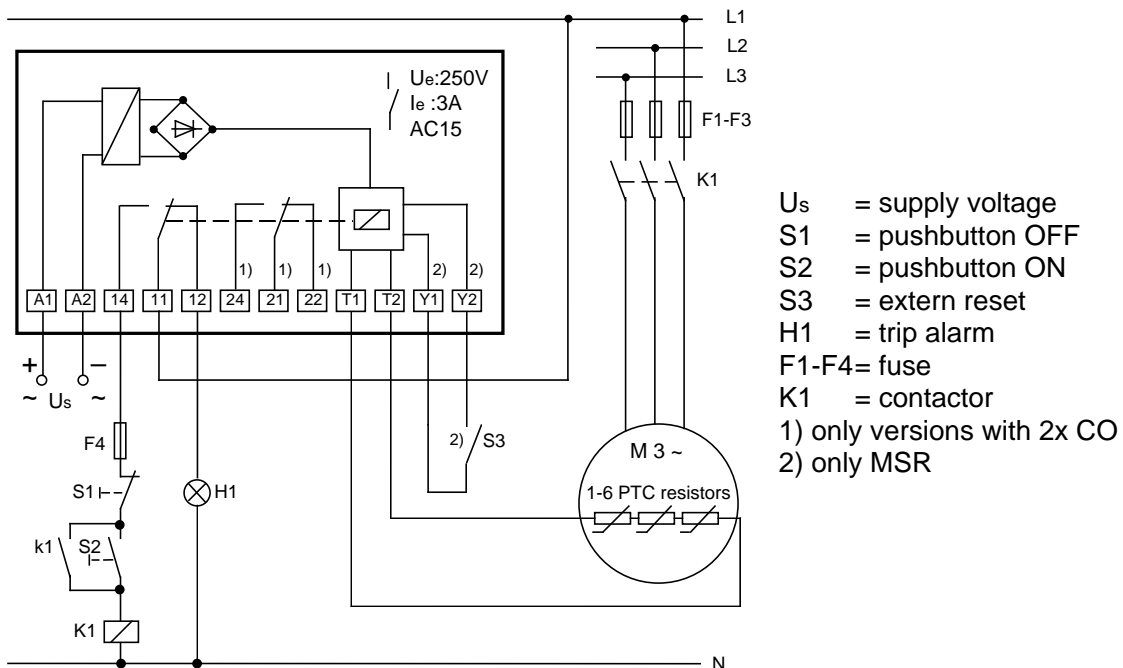 L1
L2
L3
Ue:250V
Ie :3A
AC15
F1-F3
K1
1) 1) 1) 2) 2)
A1 A2 14 11 12 24 21 22 T1 T2 Y1 Y2
+ –
~ Us ~
F4
2) S3
S1
H1
k1 S2
K1
M 3 ~
1-6 PTC resistors
N
Us = supply voltage
S1 = pushbutton OFF
S2 = pushbutton ON
S3 = extern reset
H1 = trip alarm
F1-F4= fuse
K1 = contactor
1) only versions with 2x CO
2) only MSR